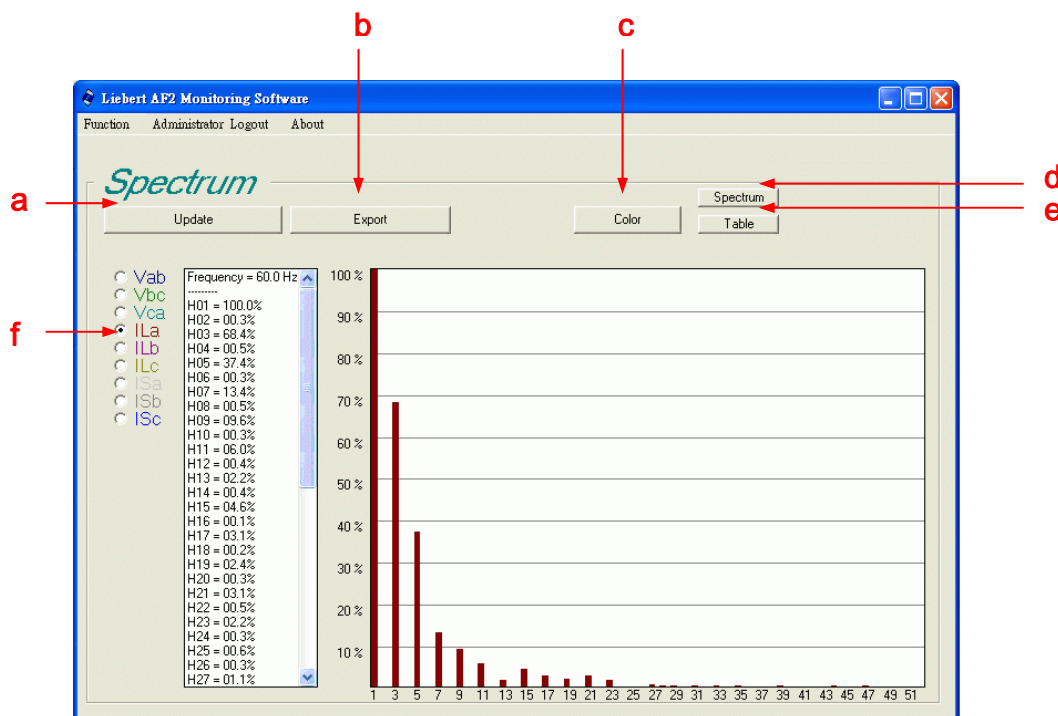 b
c
Liebert AF2 Monitoring Software
Function Administrator Logout About
Spectrum
d
Spectrum
a
e
Update Export Color Table
Vab
Vbc
Vca
f
ILa
ILb
ILc
ISa
ISb
ISc
Frequency = 60.0 Hz
---------
H01 = 100.0%
H02 = 00.3%
H03 = 68.4%
H04 = 00.5%
H05 = 37.4%
H06 = 00.3%
H07 = 13.4%
H08 = 00.5%
H09 = 09.6%
H10 = 00.3%
H11 = 06.0%
H12 = 00.4%
H13 = 02.2%
H14 = 00.4%
H15 = 04.6%
H16 = 00.1%
H17 = 03.1%
H18 = 00.2%
H19 = 02.4%
H20 = 00.3%
H21 = 03.1%
H22 = 00.5%
H23 = 02.2%
H24 = 00.3%
H25 = 00.6%
H26 = 00.3%
H27 = 01.1%
100 %
90 %
80 %
70 %
60 %
50 %
40 %
30 %
20 %
10 %
1 3 5 7 9 11 13 15 17 19 21 23 25 27 29 31 33 35 37 39 41 43 45 47 49 51